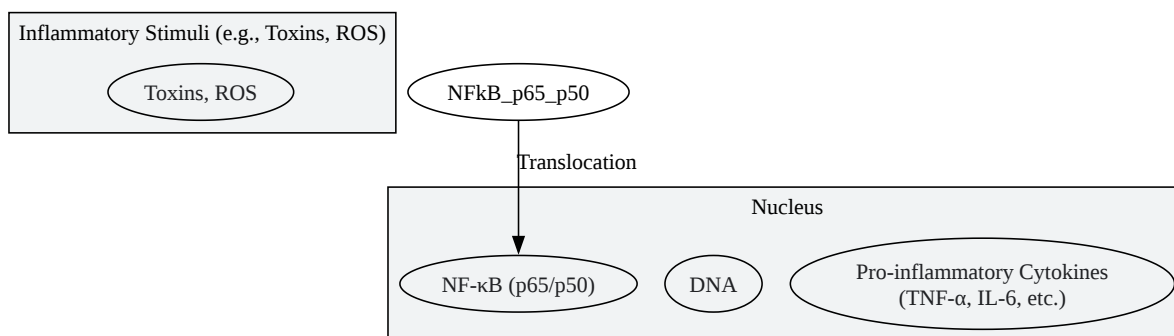 Inflammatory Stimuli (e.g., Toxins, ROS)
Toxins, ROS
NFkB_p65_p50
Translocation
Nucleus
NF-κB (p65/p50)
DNA
Pro-inflammatory Cytokines
(TNF-α, IL-6, etc.)